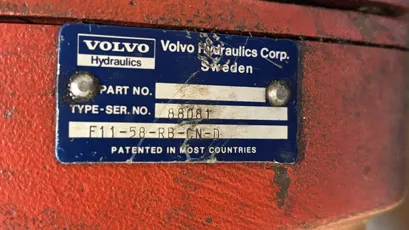 VOLVO
Hydraulics
Volvo Hydraulics Corp.
Sweden
PART NO.
TYPE-SER. NO. 88081
F11-58-RB-CN-D
PATENTED IN MOST COUNTRIES